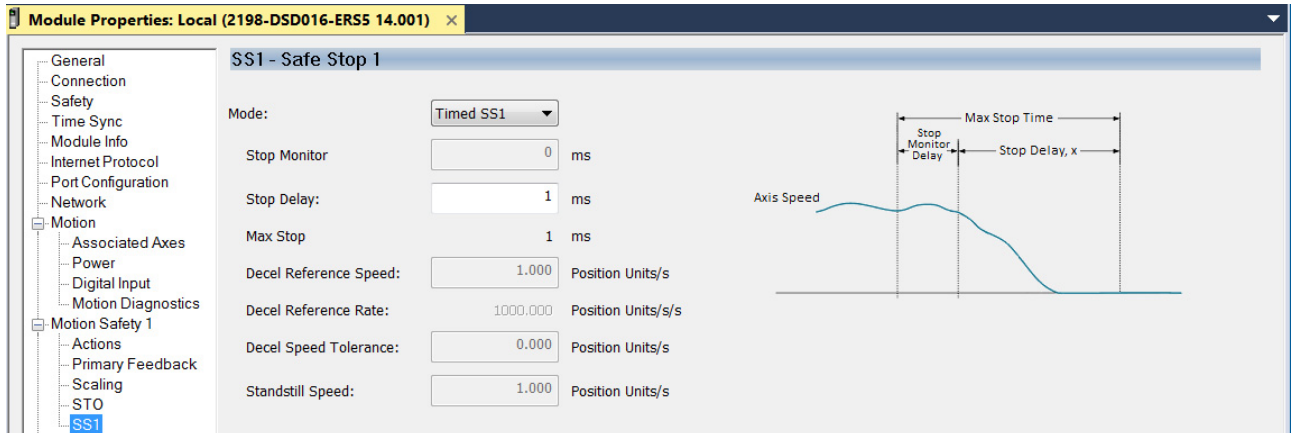 Module Properties: Local (2198-DSD016-ERS5 14.001) ×
General
Connection
Safety
Time Sync
Module Info
Internet Protocol
Port Configuration
Network
Motion
Associated Axes
Power
Digital Input
Motion Diagnostics
Motion Safety 1
Actions
Primary Feedback
Scaling
STO
SS1
SS1 - Safe Stop 1
Mode: Timed SS1
Stop Monitor 0 ms
Stop Delay: 1 ms
Max Stop 1 ms
Decel Reference Speed: 1.000 Position Units/s
Decel Reference Rate: 1000.000 Position Units/s/s
Decel Speed Tolerance: 0.000 Position Units/s
Standstill Speed: 1.000 Position Units/s
Max Stop Time
Stop
Monitor
Delay
Stop Delay, x
Axis Speed